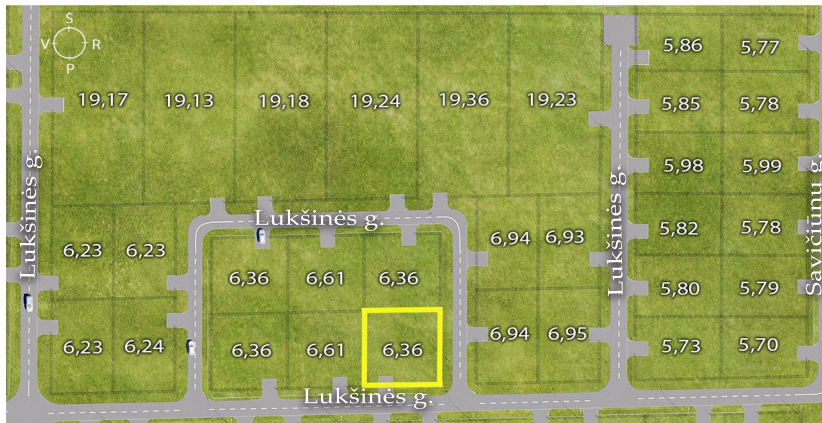 S
V R
P
5,86 5,77
19,17 19,13 19,18 19,24 19,36 19,23
5,85 5,78
5,98 5,99
Lukšinės g.
Lukšinės g.
Savičiūnų g.
Lukšinės g.
6,23 6,23
6,94 6,93
5,82 5,78
6,36 6,61 6,36
5,80 5,79
6,23 6,24
6,36 6,61 6,36
6,94 6,95
5,73 5,70
Lukšinės g.